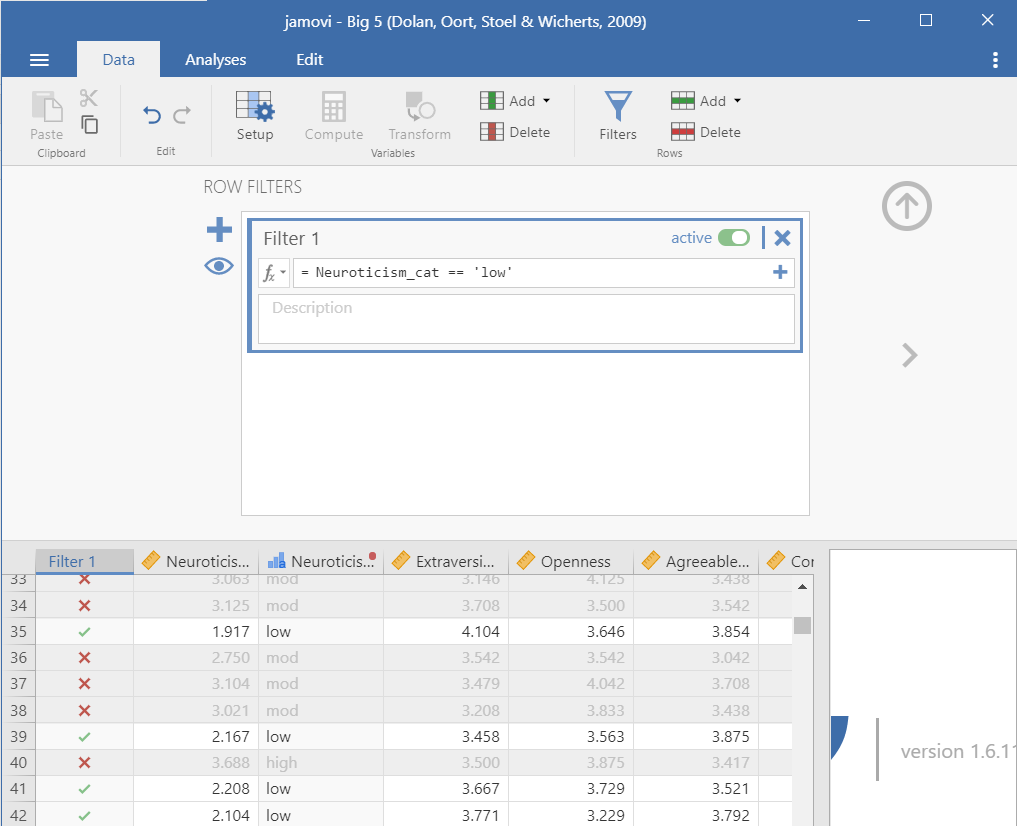 jamovi - Big 5 (Dolan, Oort, Stoel & Wicherts, 2009)
Data Analyses Edit
Paste Setup Compute Transform Add Delete Filters Add Delete
Clipboard Edit Variables Rows
ROW FILTERS
Filter 1 active
fx = Neuroticism_cat == 'low'
Description
Filter 1 Neuroticis... Neuroticis... Extraversi... Openness Agreeable... Cor
33 3.063 mod 3.146 4.125 3.438
34 3.125 mod 3.708 3.500 3.542
35 1.917 low 4.104 3.646 3.854
36 2.750 mod 3.542 3.542 3.042
37 3.104 mod 3.479 4.042 3.708
38 3.021 mod 3.208 3.833 3.438
39 2.167 low 3.458 3.563 3.875
40 3.688 high 3.500 3.875 3.417
41 2.208 low 3.667 3.729 3.521
42 2.104 low 3.771 3.229 3.792
version 1.6.11